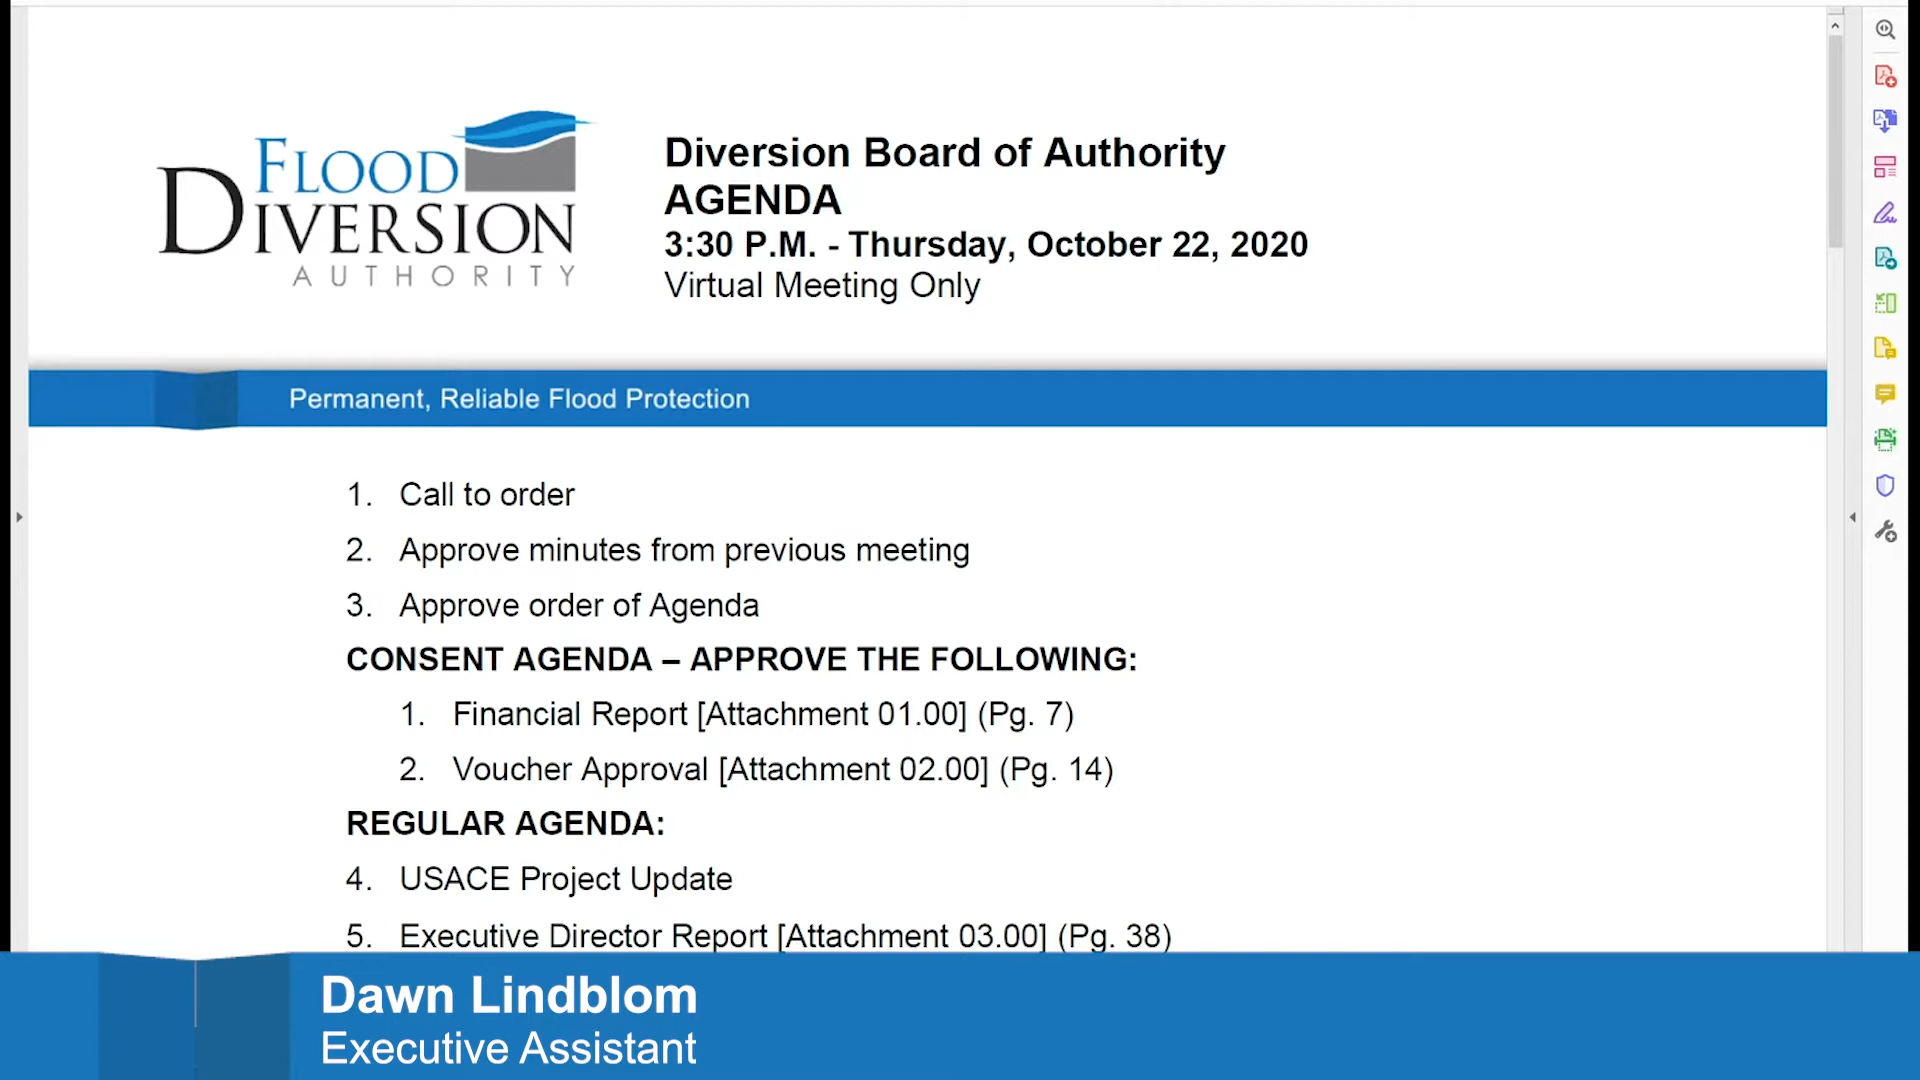 FLOOD
DIVERSION
AUTHORITY
Diversion Board of Authority
AGENDA
3:30 P.M. - Thursday, October 22, 2020
Virtual Meeting Only
Permanent, Reliable Flood Protection
1. Call to order
2. Approve minutes from previous meeting
3. Approve order of Agenda
CONSENT AGENDA – APPROVE THE FOLLOWING:
1. Financial Report [Attachment 01.00] (Pg. 7)
2. Voucher Approval [Attachment 02.00] (Pg. 14)
REGULAR AGENDA:
4. USACE Project Update
5. Executive Director Report [Attachment 03.00] (Pg. 38)
Dawn Lindblom
Executive Assistant